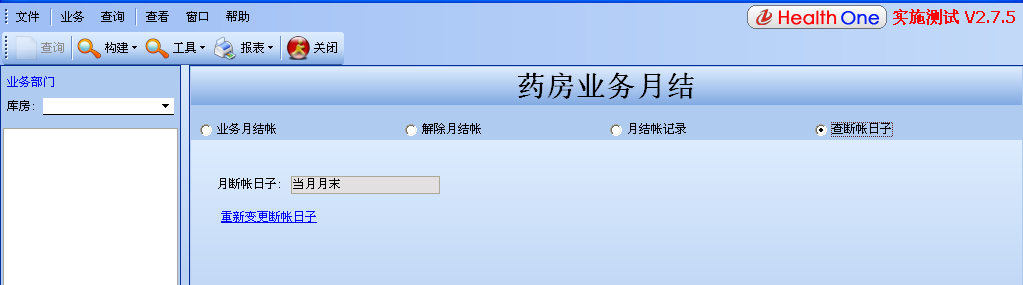 文件 业务 查询 查看 窗口 帮助
Health One 实施测试 V2.7.5
查询 构建 工具 报表 关闭
业务部门
库房：
药房业务月结
业务月结帐 解除月结帐 月结帐记录 查断帐日子
月断帐日子： 当月月末
重新变更断帐日子